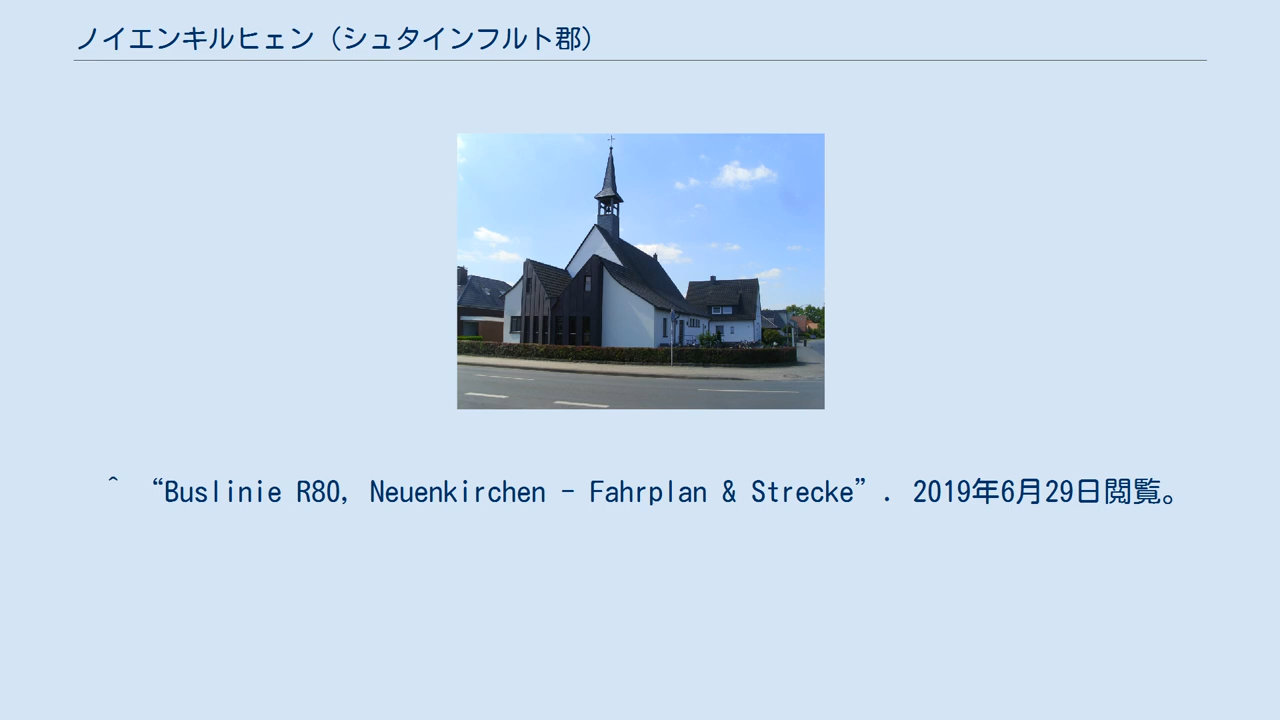 ノイエンキルヒェン（シュタインフルト郡）
^ “Buslinie R80, Neuenkirchen - Fahrplan & Strecke”. 2019年6月29日閲覧。